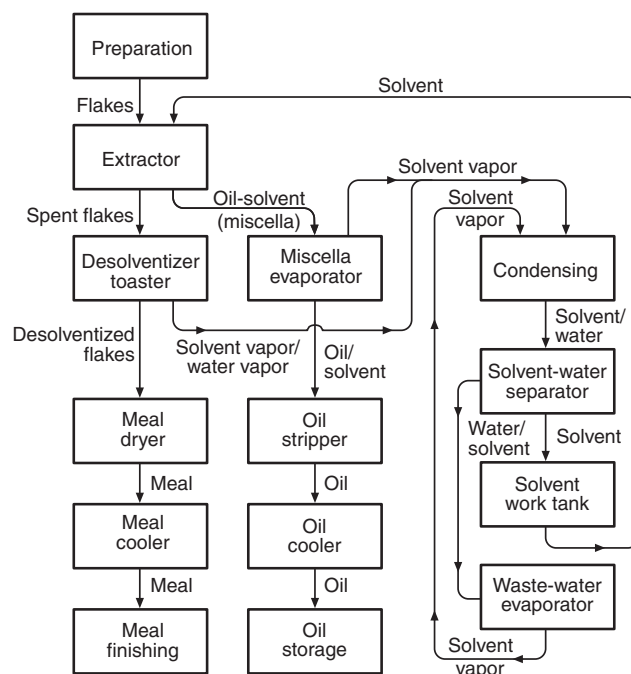 Preparation
Flakes
Solvent
Extractor
Solvent vapor
Oil-solvent
(miscella)
Solvent
vapor
Spent flakes
Desolventizer
toaster
Miscella
evaporator
Condensing
Desolventized
flakes
Solvent vapor/
water vapor
Oil/
solvent
Solvent/
water
Solvent-water
separator
Meal
dryer
Oil
stripper
Water/
solvent
Solvent
Meal
Oil
Solvent
work tank
Meal
cooler
Oil
cooler
Meal
Oil
Waste-water
evaporator
Meal
finishing
Oil
storage
Solvent
vapor